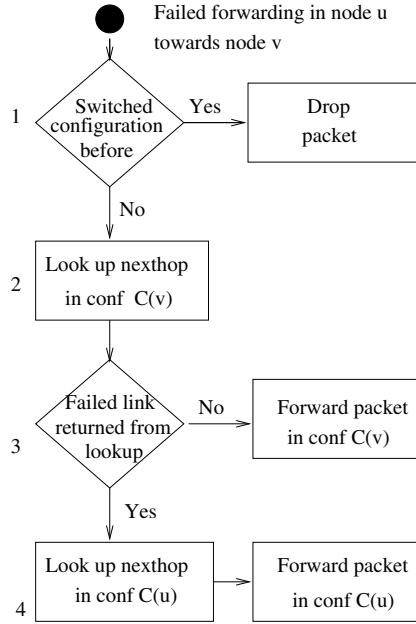 Failed forwarding in node u
towards node v
1
Switched
configuration
before
Yes
Drop
packet
No
2
Look up nexthop
in conf C(v)
3
Failed link
returned from
lookup
No
Forward packet
in conf C(v)
Yes
4
Look up nexthop
in conf C(u)
Forward packet
in conf C(u)